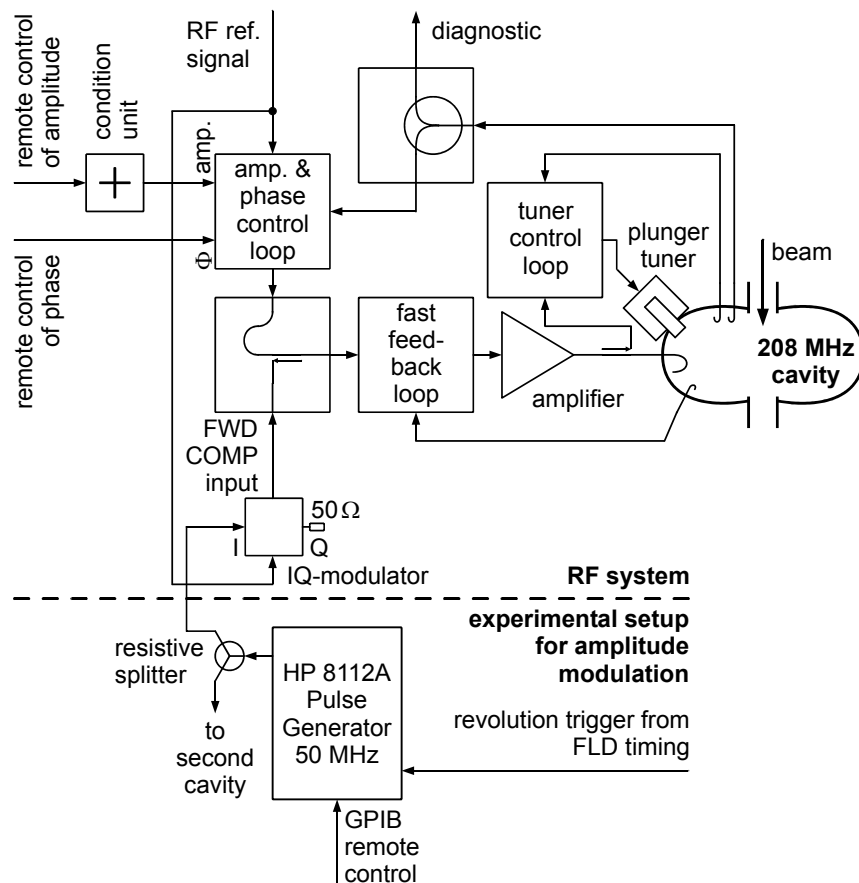 RF ref.
signal
diagnostic
remote control
of amplitude
condition
unit
amp.
amp. &
phase
control
loop
Φ
remote control
of phase
tuner
control
loop
plunger
tuner
beam
208 MHz
cavity
fast
feed-
back
loop
amplifier
FWD
COMP
input
50 Ω
I
Q
IQ-modulator
RF system
experimental setup
for amplitude
modulation
resistive
splitter
HP 8112A
Pulse
Generator
50 MHz
to
second
cavity
revolution trigger from
FLD timing
GPIB
remote
control